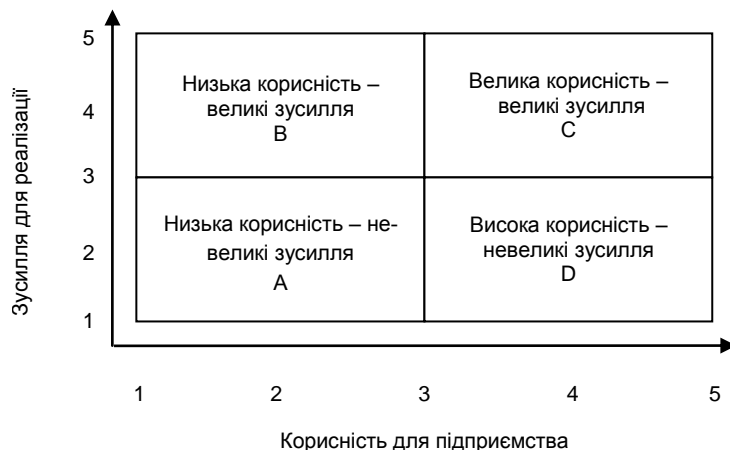 Зусилля для реалізації
5
4
3
2
1
Низька корисність –
великі зусилля
B
Велика корисність –
великі зусилля
C
Низька корисність – не-
великі зусилля
A
Висока корисність –
невеликі зусилля
D
1 2 3 4 5
Корисність для підприємства